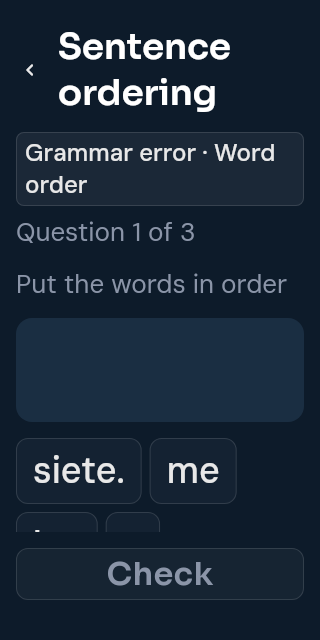 Sentence
ordering
Grammar error · Word
order
Question 1 of 3
Put the words in order
siete.
me
Check